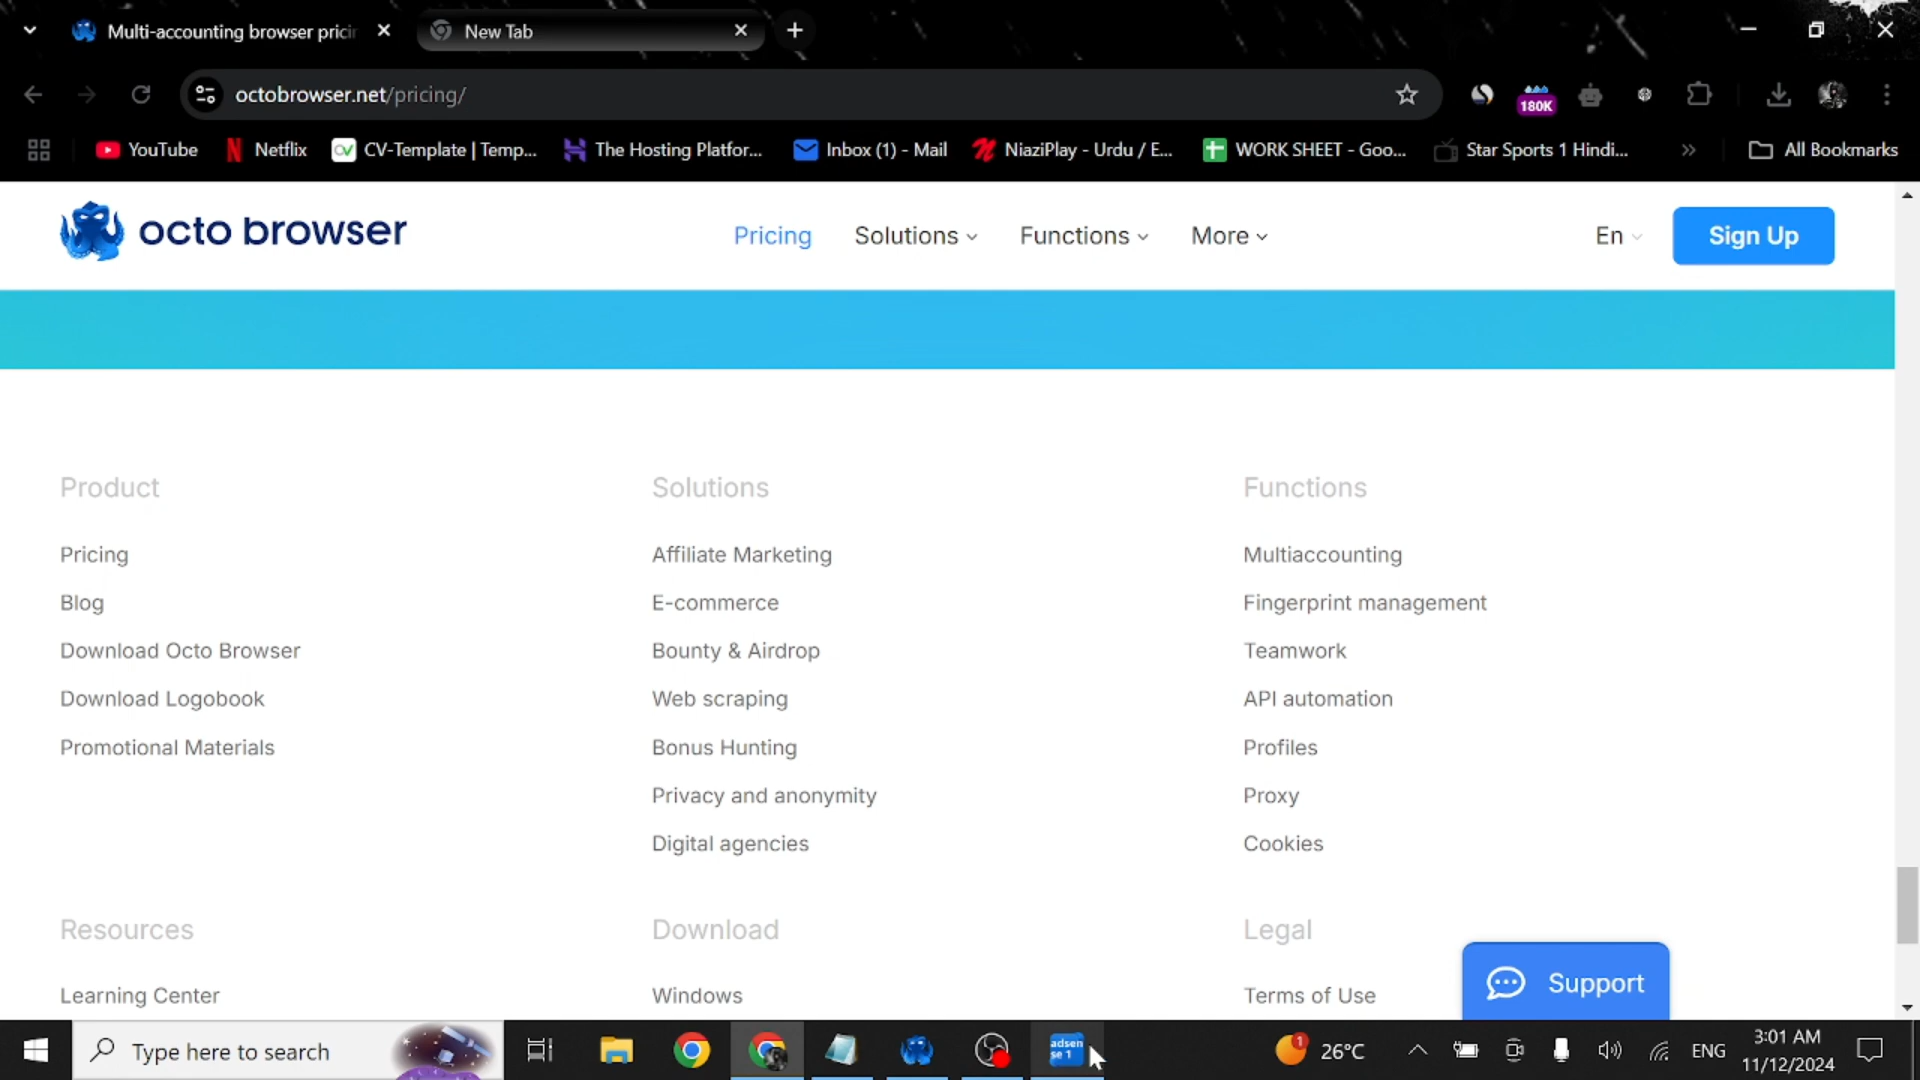 Multi-accounting browser pricin
New Tab
octobrowser.net/pricing/
180K
YouTube
Netflix
CV-Template | Temp...
The Hosting Platfor...
Inbox (1) - Mail
NiaziPlay - Urdu / E...
WORK SHEET - Goo...
Star Sports 1 Hindi...
All Bookmarks
octo browser
Pricing
Solutions
Functions
More
En
Sign Up
Product
Solutions
Functions
Pricing
Affiliate Marketing
Multiaccounting
Blog
E-commerce
Fingerprint management
Download Octo Browser
Bounty & Airdrop
Teamwork
Download Logobook
Web scraping
API automation
Promotional Materials
Bonus Hunting
Profiles
Privacy and anonymity
Proxy
Digital agencies
Cookies
Resources
Download
Legal
Learning Center
Windows
Terms of Use
Support
Type here to search
adsen
se 1
1
26°C
ENG
3:01 AM
11/12/2024